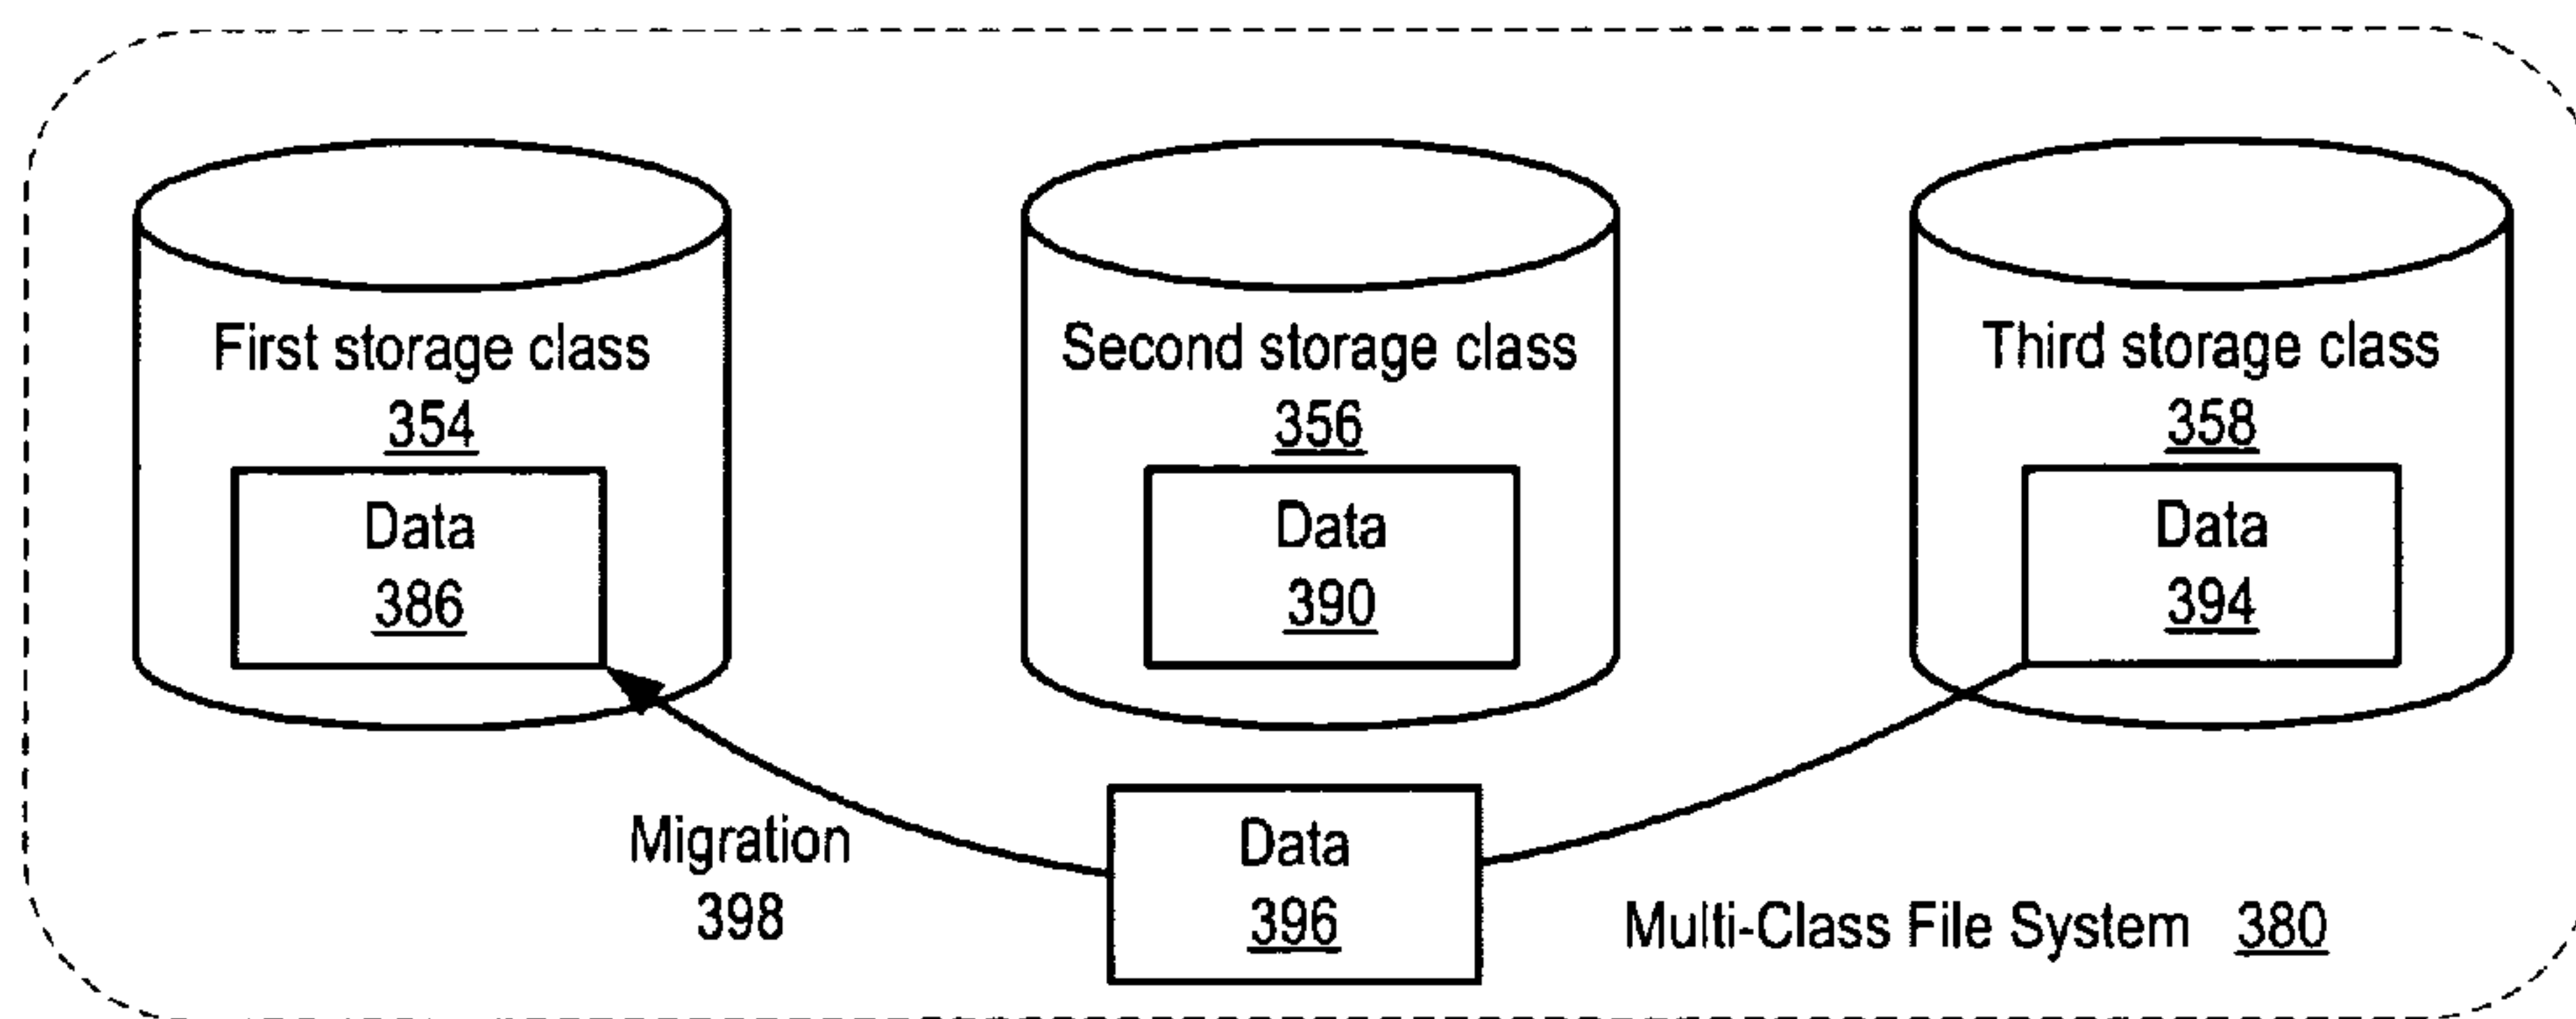 First storage class
354
Data
386
Second storage class
356
Data
390
Third storage class
358
Data
394
Migration
398
Data
396
Multi-Class File System 380